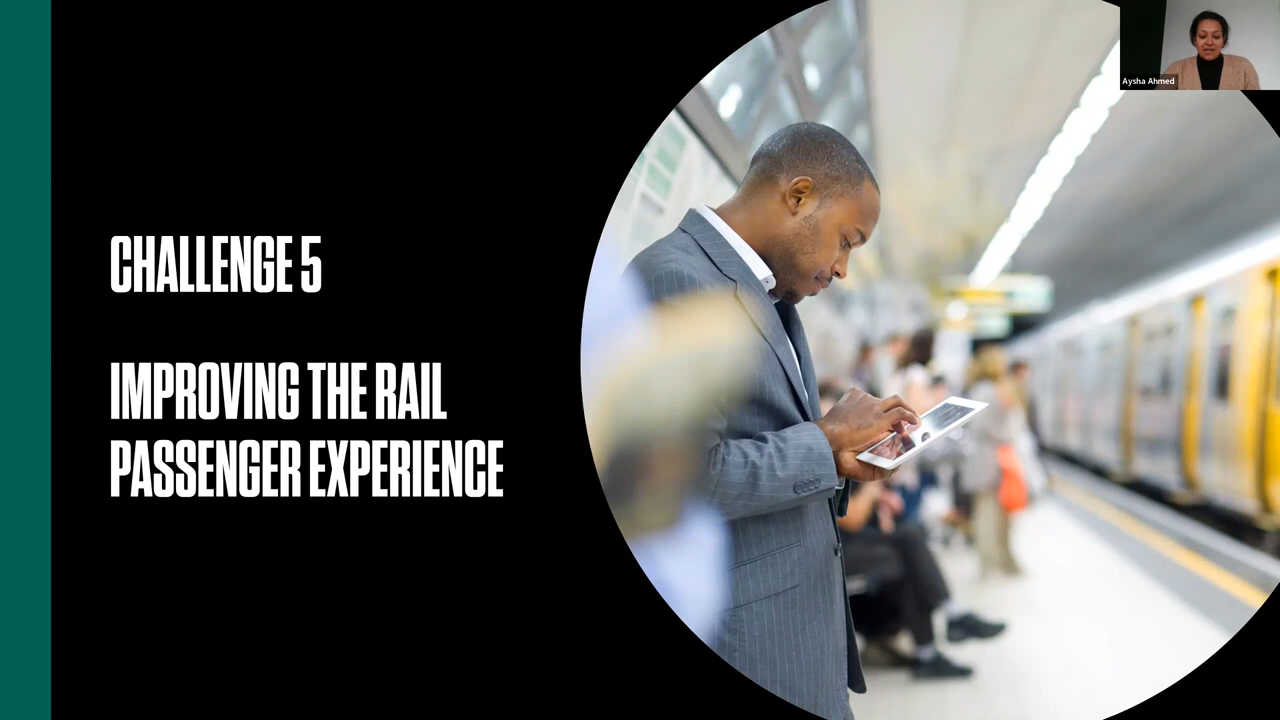 Aysha Ahmed
CHALLENGE 5
IMPROVING THE RAIL
PASSENGER EXPERIENCE